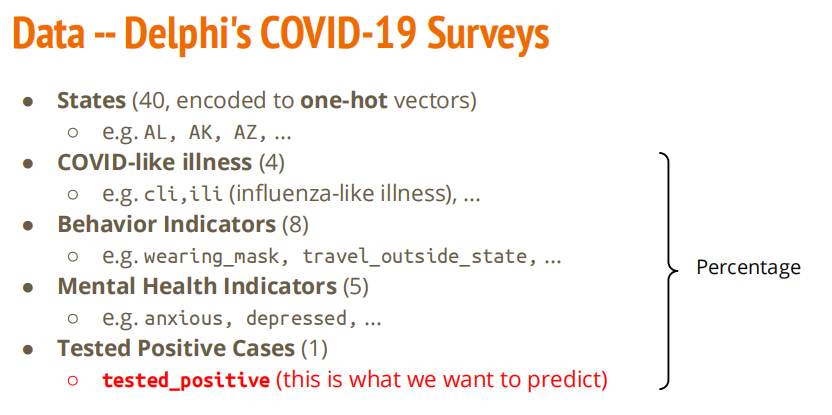 Data -- Delphi's COVID-19 Surveys
● States (40, encoded to one-hot vectors)
○ e.g. AL, AK, AZ, …
● COVID-like illness (4)
○ e.g. cli,ili (influenza-like illness), …
● Behavior Indicators (8)
○ e.g. wearing_mask, travel_outside_state, …
● Mental Health Indicators (5)
○ e.g. anxious, depressed, …
● Tested Positive Cases (1)
○ tested_positive (this is what we want to predict)
Percentage